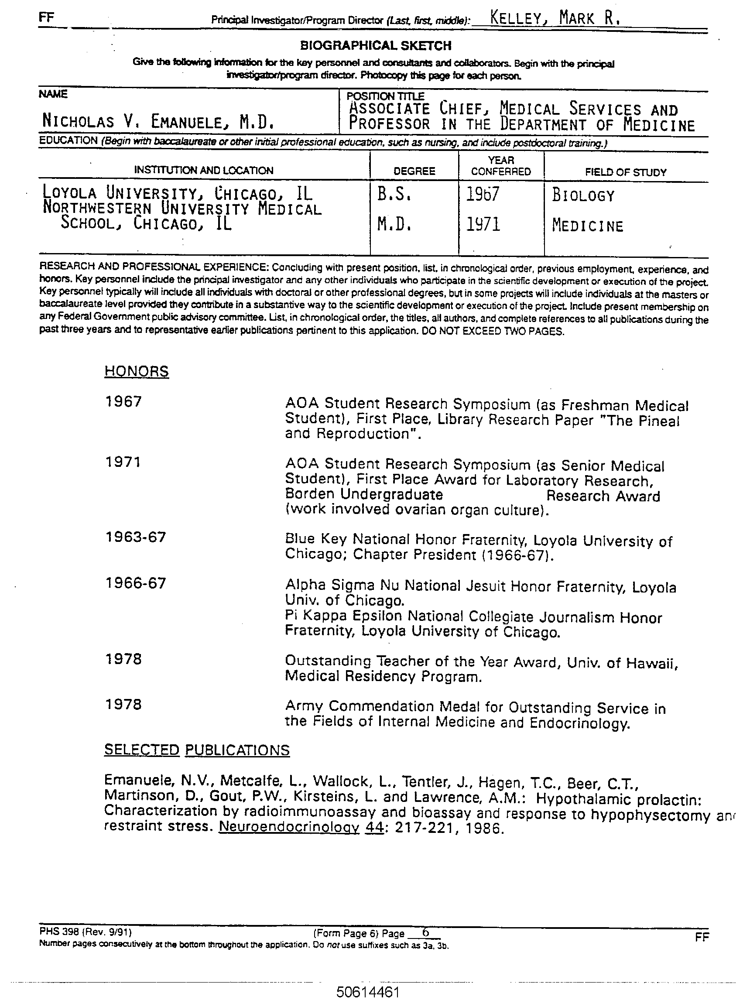 FF
Principal Investigator/Program Director (Last, first, middle): KELLEY, MARK R.
BIOGRAPHICAL SKETCH
Give the following information for the key personnel and consultants and collaborators. Begin with the principal
investigator/program director. Photocopy this page for each person.
NAME
POSITION TITLE
NICHOLAS V. EMANUELE, M.D.
ASSOCIATE CHIEF, MEDICAL SERVICES AND
PROFESSOR IN THE DEPARTMENT OF MEDICINE
EDUCATION (Begin with baccalaureate or other initial professional education, such as nursing, and include postdoctoral training.)
INSTITUTION AND LOCATION DEGREE YEAR CONFERRED FIELD OF STUDY
LOYOLA UNIVERSITY, CHICAGO, IL B.S. 1967 BIOLOGY
NORTHWESTERN UNIVERSITY MEDICAL
SCHOOL, CHICAGO, IL M.D. 1971 MEDICINE
RESEARCH AND PROFESSIONAL EXPERIENCE: Concluding with present position, list, in chronological order, previous employment, experience, and
honors. Key personnel include the principal investigator and any other individuals who participate in the scientific development or execution of the project.
Key personnel typically will include all individuals with doctoral or other professional degrees, but in some projects will include individuals at the masters or
baccalaureate level provided they contribute in a substantive way to the scientific development or execution of the project. Include present membership on
any Federal Government public advisory committee. List, in chronological order, the titles, all authors, and complete references to all publications during the
past three years and to representative earlier publications pertinent to this application. DO NOT EXCEED TWO PAGES.
HONORS
1967 AOA Student Research Symposium (as Freshman Medical
Student), First Place, Library Research Paper "The Pineal
and Reproduction".
1971 AOA Student Research Symposium (as Senior Medical
Student), First Place Award for Laboratory Research,
Borden Undergraduate Research Award
(work involved ovarian organ culture).
1963-67 Blue Key National Honor Fraternity, Loyola University of
Chicago; Chapter President (1966-67).
1966-67 Alpha Sigma Nu National Jesuit Honor Fraternity, Loyola
Univ. of Chicago.
Pi Kappa Epsilon National Collegiate Journalism Honor
Fraternity, Loyola University of Chicago.
1978 Outstanding Teacher of the Year Award, Univ. of Hawaii,
Medical Residency Program.
1978 Army Commendation Medal for Outstanding Service in
the Fields of Internal Medicine and Endocrinology.
SELECTED PUBLICATIONS
Emanuele, N.V., Metcalfe, L., Wallock, L., Tentler, J., Hagen, T.C., Beer, C.T.,
Martinson, D., Gout, P.W., Kirsteins, L. and Lawrence, A.M.: Hypothalamic prolactin:
Characterization by radioimmunoassay and bioassay and response to hypophysectomy and
restraint stress. Neuroendocrinology 44: 217-221, 1986.
PHS 398 (Rev. 9/91) (Form Page 6) Page 6 FF
Number pages consecutively at the bottom throughout the application. Do not use suffixes such as 3a, 3b.
50614461